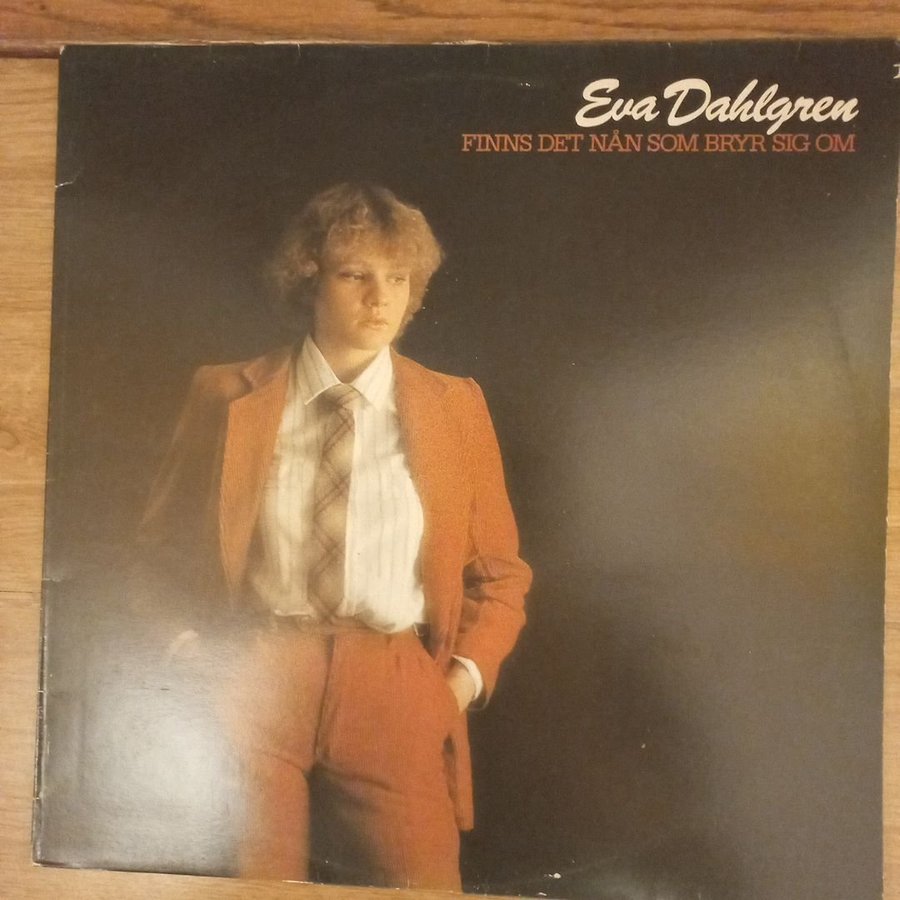 Eva Dahlgren
FINNS DET NÅN SOM BRYR SIG OM